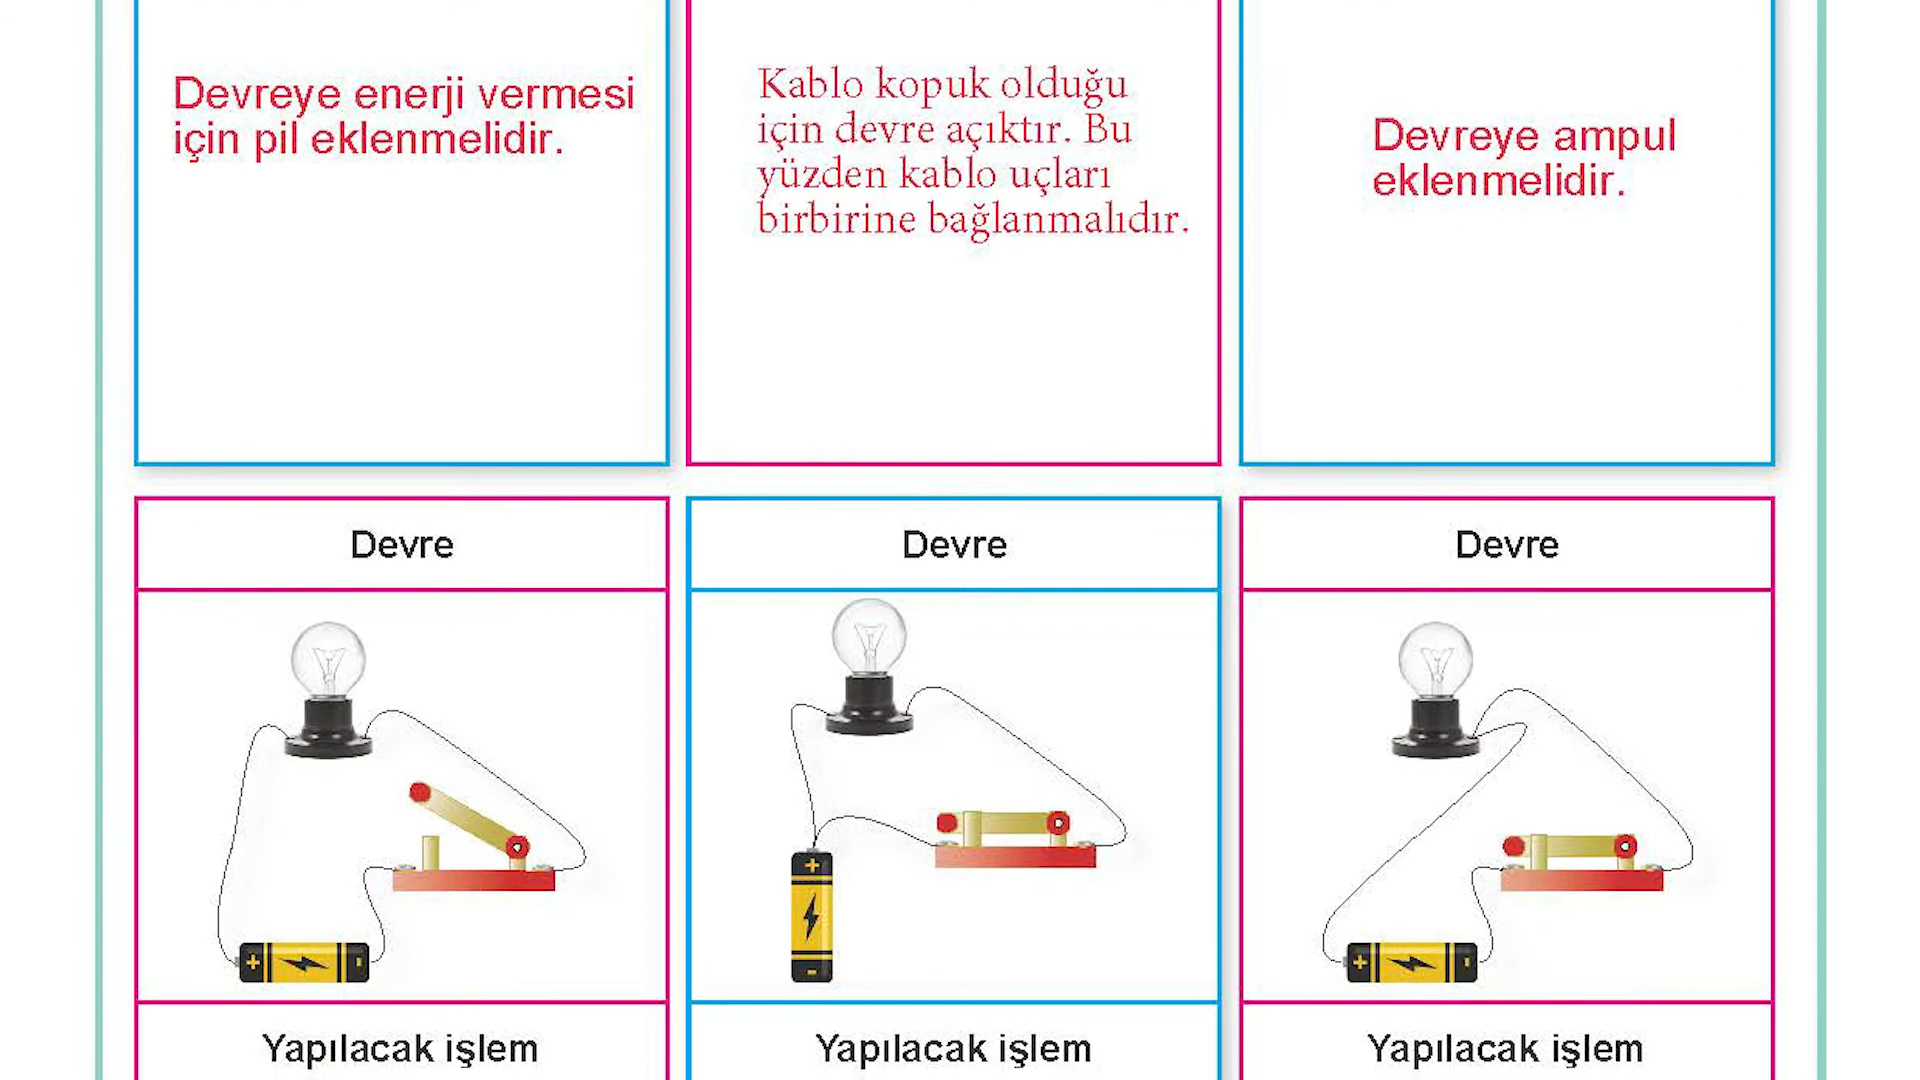 Devreye enerji vermesi
için pil eklenmelidir.
Kablo kopuk olduğu
için devre açıktır. Bu
yüzden kablo uçları
birbirine bağlanmalıdır.
Devreye ampul
eklenmelidir.
Devre
Devre
Devre
+ -
+
-
+ -
Yapılacak işlem
Yapılacak işlem
Yapılacak işlem